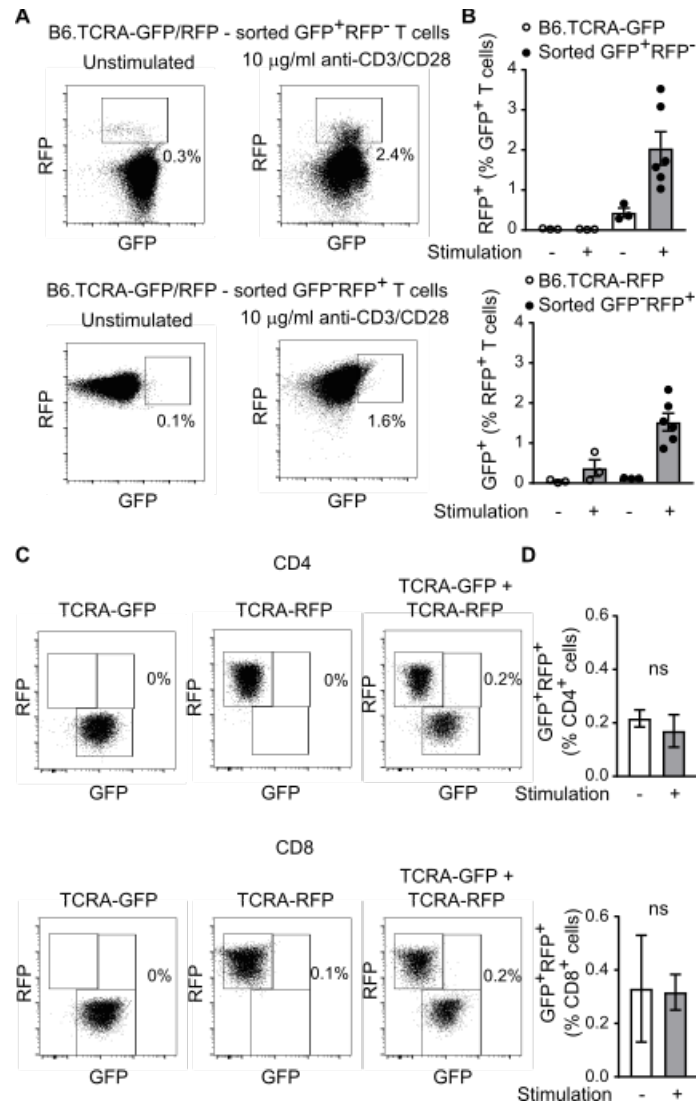 A
B6.TCRA-GFP/RFP - sorted GFP⁺RFP⁻ T cells
Unstimulated
10 μg/ml anti-CD3/CD28
RFP
0.3%
GFP
RFP
2.4%
GFP
B
B6.TCRA-GFP
Sorted GFP⁺RFP⁻
RFP⁺ (% GFP⁺ T cells)
4
3
2
1
0
Stimulation - + - +
B6.TCRA-GFP/RFP - sorted GFP⁻RFP⁺ T cells
Unstimulated
10 μg/ml anti-CD3/CD28
RFP
0.1%
GFP
RFP
1.6%
GFP
B6.TCRA-RFP
Sorted GFP⁻RFP⁺
GFP⁺ (% RFP⁺ T cells)
4
3
2
1
0
Stimulation - + - +
C
CD4
TCRA-GFP
TCRA-RFP
TCRA-GFP +
TCRA-RFP
RFP
0%
GFP
RFP
0%
GFP
RFP
0.2%
GFP
D
GFP⁺RFP⁺
(% CD4⁺ cells)
0.6
0.4
0.2
0.0
ns
Stimulation - +
CD8
TCRA-GFP
TCRA-RFP
TCRA-GFP +
TCRA-RFP
RFP
0%
GFP
RFP
0.1%
GFP
RFP
0.2%
GFP
GFP⁺RFP⁺
(% CD8⁺ cells)
0.6
0.4
0.2
0.0
ns
Stimulation - +